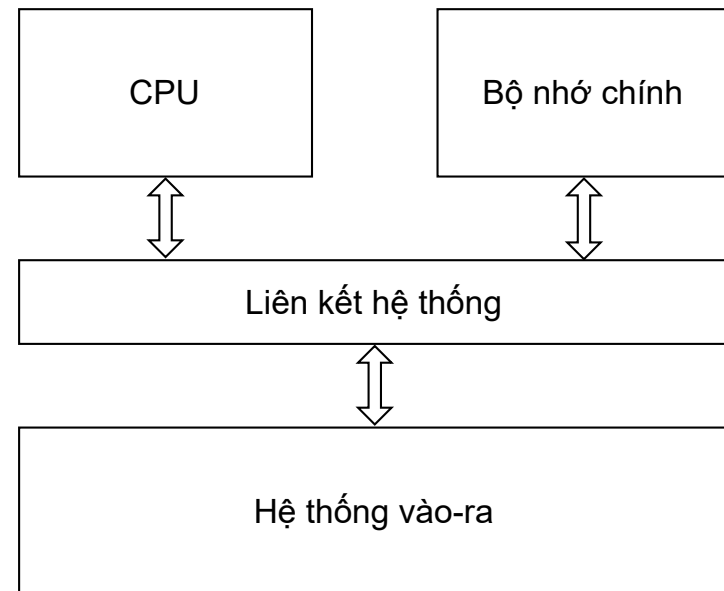 CPU
Bộ nhớ chính
Liên kết hệ thống
Hệ thống vào-ra